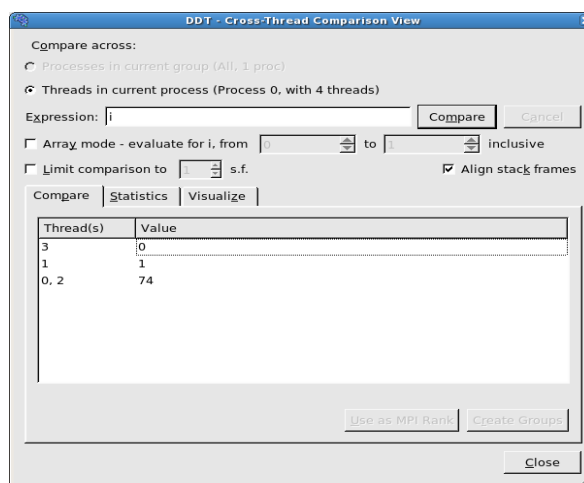 DDT - Cross-Thread Comparison View
Compare across:
Processes in current group (All, 1 proc)
Threads in current process (Process 0, with 4 threads)
Expression: i Compare Cancel
Array mode - evaluate for i, from 0 to 1 inclusive
Limit comparison to 1 s.f. Align stack frames
Compare Statistics Visualize
Thread(s) Value
3 0
1 1
0, 2 74
Use as MPI Rank Create Groups
Close